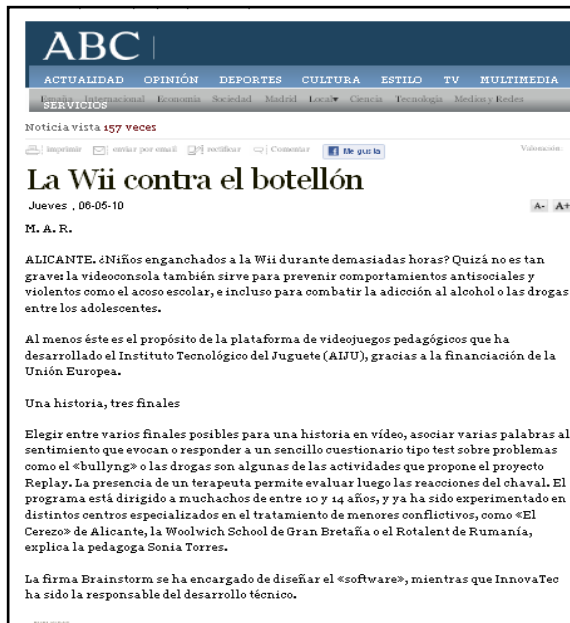 ABC
ACTUALIDAD OPINIÓN DEPORTES CULTURA ESTILO TV MULTIMEDIA
SERVICIOS
España Internacional Economía Sociedad Madrid Local Ciencia Tecnología Medios y Redes
Noticia vista 157 veces
imprimir enviar por email rectificar Comentar Me gusta Valoración:
La Wii contra el botellón
Jueves , 06-05-10 A- A+
M. A. R.
ALICANTE. ¿Niños enganchados a la Wii durante demasiadas horas? Quizá no es tan
grave: la videoconsola también sirve para prevenir comportamientos antisociales y
violentos como el acoso escolar, e incluso para combatir la adicción al alcohol o las drogas
entre los adolescentes.
Al menos éste es el propósito de la plataforma de videojuegos pedagógicos que ha
desarrollado el Instituto Tecnológico del Juguete (AIJU), gracias a la financiación de la
Unión Europea.
Una historia, tres finales
Elegir entre varios finales posibles para una historia en vídeo, asociar varias palabras al
sentimiento que evocan o responder a un sencillo cuestionario tipo test sobre problemas
como el «bullyng» o las drogas son algunas de las actividades que propone el proyecto
Replay. La presencia de un terapeuta permite evaluar luego las reacciones del chaval. El
programa está dirigido a muchachos de entre 10 y 14 años, y ya ha sido experimentado en
distintos centros especializados en el tratamiento de menores conflictivos, como «El
Cerezo» de Alicante, la Woolwich School de Gran Bretaña o el Rotalent de Rumanía,
explica la pedagoga Sonia Torres.
La firma Brainstorm se ha encargado de diseñar el «software», mientras que InnovaTec
ha sido la responsable del desarrollo técnico.